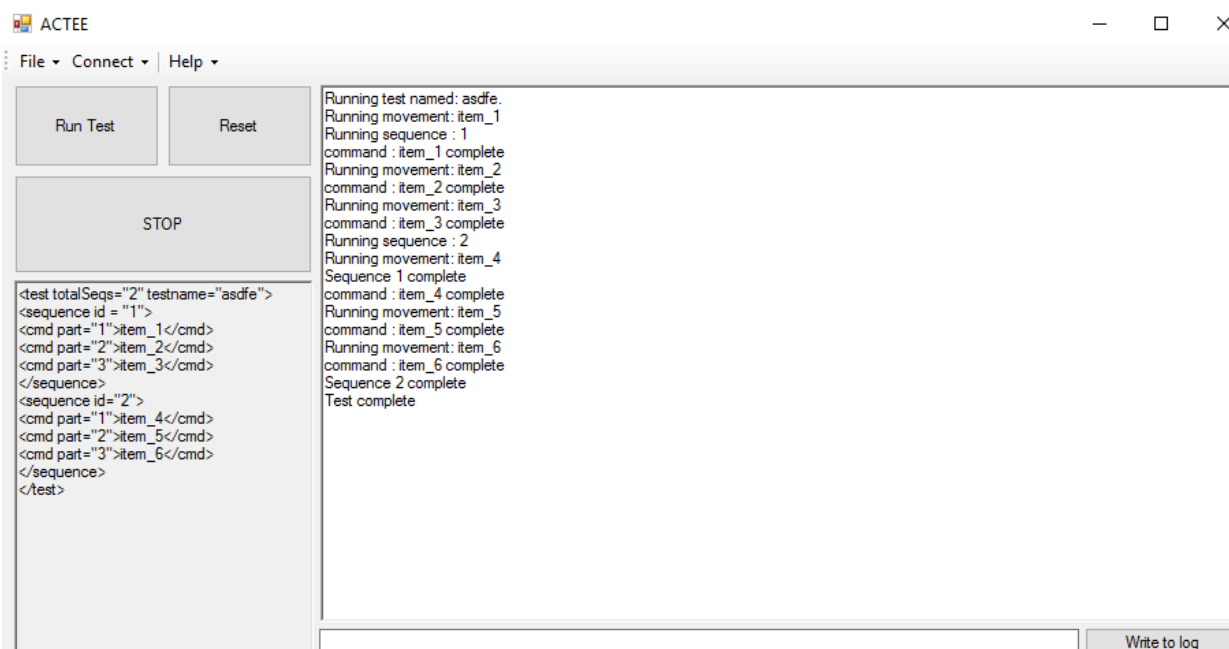 ACTEE
File Connect Help
Run Test
Reset
STOP
<test totalSeqs="2" testname="asdfe">
<sequence id = "1">
<cmd part="1">item_1</cmd>
<cmd part="2">item_2</cmd>
<cmd part="3">item_3</cmd>
</sequence>
<sequence id="2">
<cmd part="1">item_4</cmd>
<cmd part="2">item_5</cmd>
<cmd part="3">item_6</cmd>
</sequence>
</test>
Running test named: asdfe.
Running movement: item_1
Running sequence : 1
command : item_1 complete
Running movement: item_2
command : item_2 complete
Running movement: item_3
command : item_3 complete
Running sequence : 2
Running movement: item_4
Sequence 1 complete
command : item_4 complete
Running movement: item_5
command : item_5 complete
Running movement: item_6
command : item_6 complete
Sequence 2 complete
Test complete
Write to log